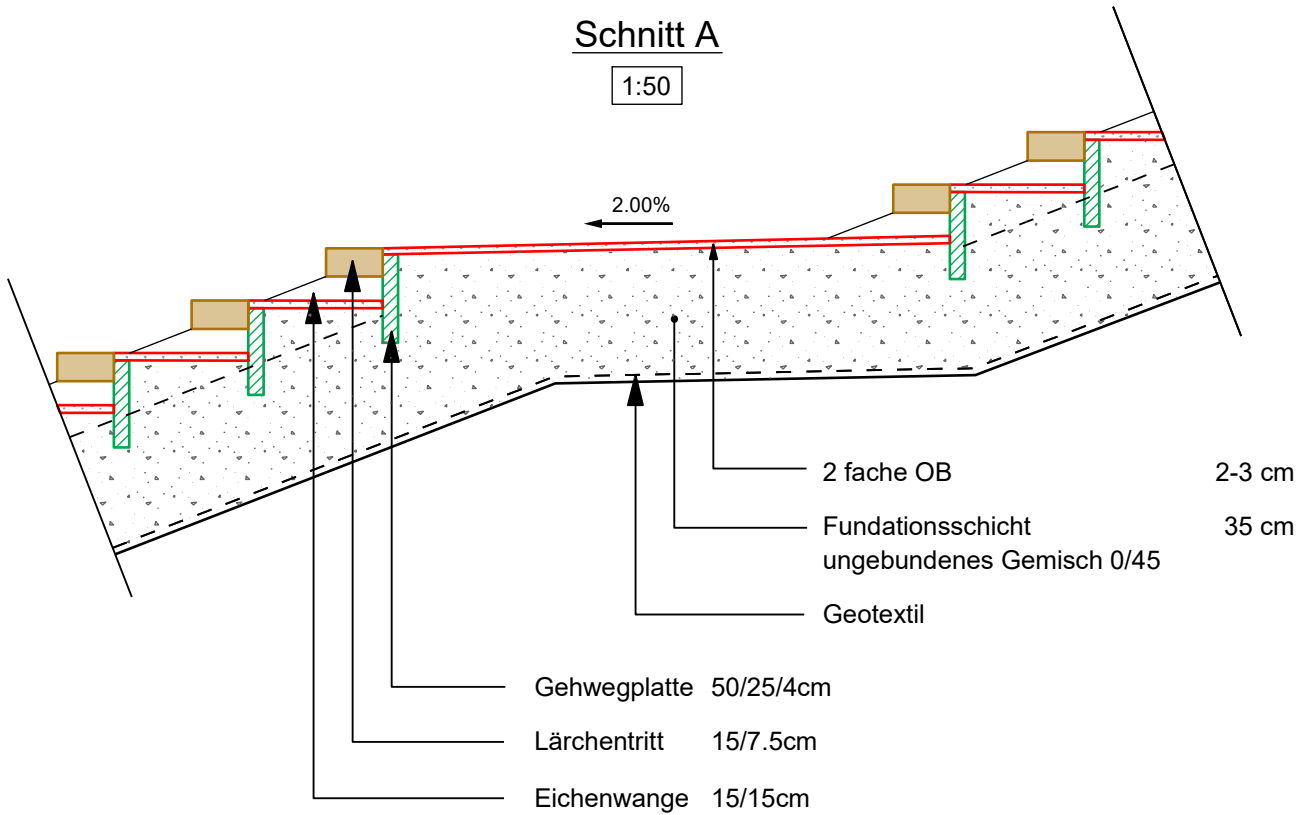 Schnitt A
1:50
2.00%
2 fache OB 2-3 cm
Fundationsschicht 35 cm
ungebundenes Gemisch 0/45
Geotextil
Gehwegplatte 50/25/4cm
Lärchentritt 15/7.5cm
Eichenwange 15/15cm